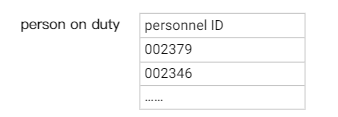 person on duty
personnel ID
002379
002346
......